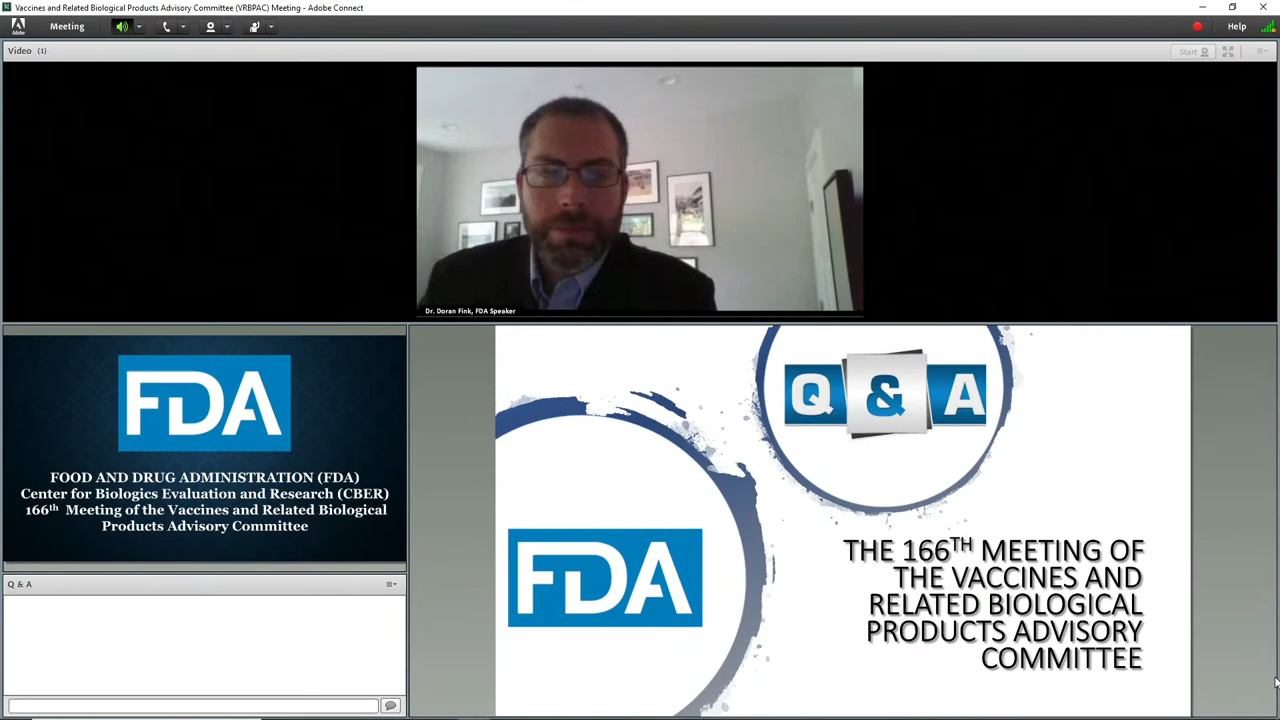 Vaccines and Related Biological Products Advisory Committee (VRBPAC) Meeting - Adobe Connect
Adobe
Meeting
Help
Video (1)
Start
Dr. Doran Fink, FDA Speaker
FDA
FOOD AND DRUG ADMINISTRATION (FDA)
Center for Biologics Evaluation and Research (CBER)
166th Meeting of the Vaccines and Related Biological
Products Advisory Committee
Q & A
Q & A
FDA
THE 166TH MEETING OF
THE VACCINES AND
RELATED BIOLOGICAL
PRODUCTS ADVISORY
COMMITTEE